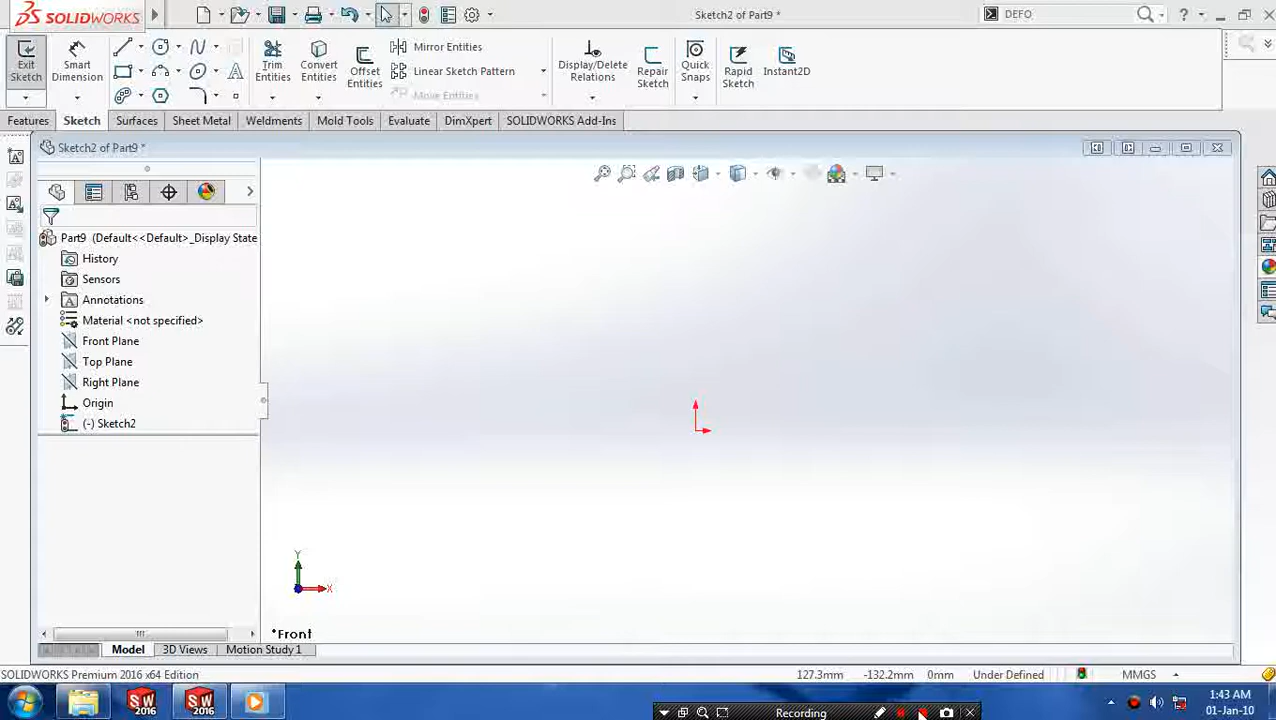 SOLIDWORKS
Sketch2 of Part9 *
DEFO
Exit Sketch
Smart Dimension
Trim Entities
Convert Entities
Offset Entities
Mirror Entities
Linear Sketch Pattern
Move Entities
Display/Delete Relations
Repair Sketch
Quick Snaps
Rapid Sketch
Instant2D
Features
Sketch
Surfaces
Sheet Metal
Weldments
Mold Tools
Evaluate
DimXpert
SOLIDWORKS Add-Ins
Sketch2 of Part9 *
Part9 (Default<<Default>_Display State
History
Sensors
Annotations
Material <not specified>
Front Plane
Top Plane
Right Plane
Origin
(-) Sketch2
Y
X
*Front
Model
3D Views
Motion Study 1
SOLIDWORKS Premium 2016 x64 Edition
127.3mm
-132.2mm
0mm
Under Defined
MMGS
SW 2016
SW 2016
Recording
1:43 AM
01-Jan-10